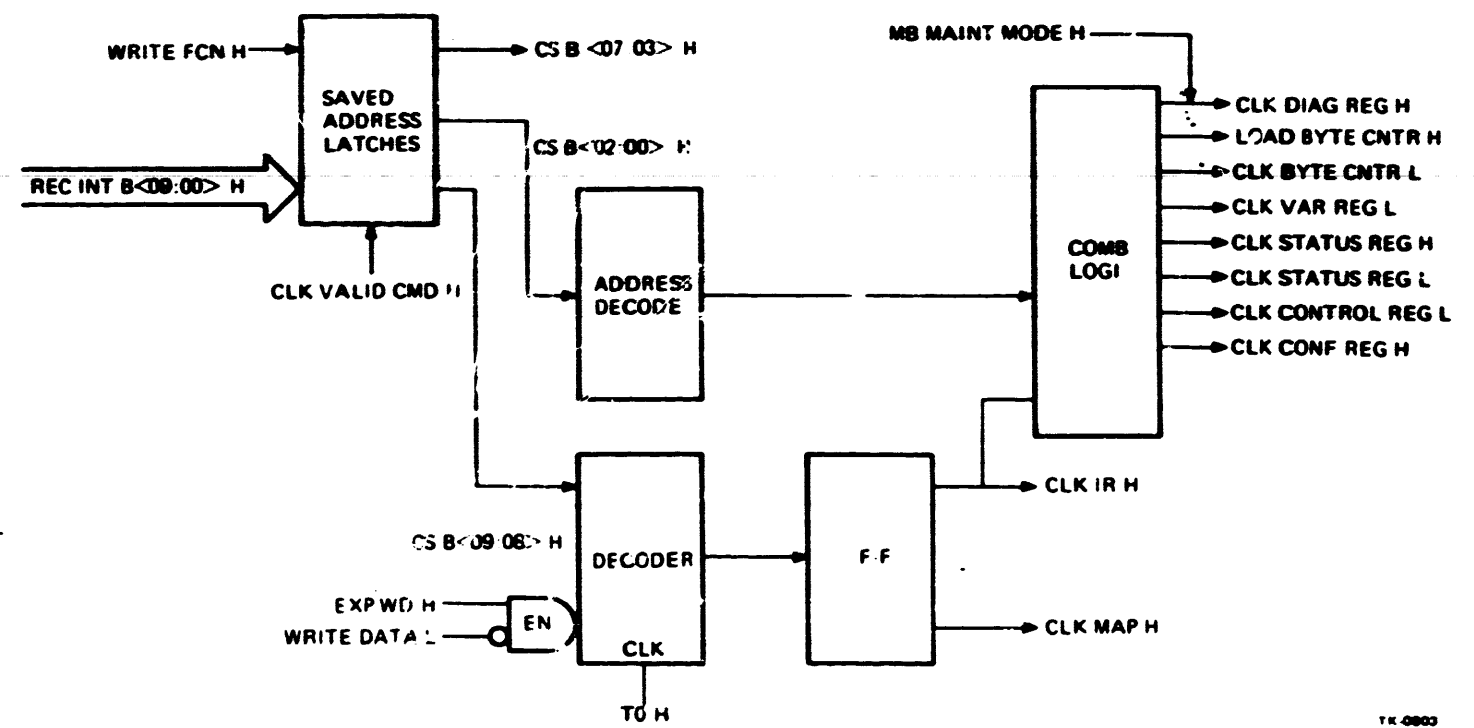 WRITE FCN H
SAVED
ADDRESS
LATCHES
CS B <07 03> H
MB MAINT MODE H
CS B<02:00> H
REC INT B<09:00> H
CLK VALID CMD H
ADDRESS
DECODE
COMB
LOGI
CLK DIAG REG H
LOAD BYTE CNTR H
CLK BYTE CNTR L
CLK VAR REG L
CLK STATUS REG H
CLK STATUS REG L
CLK CONTROL REG L
CLK CONF REG H
CS B<09 08> H
DECODER
F-F
CLK IR H
EXP WD H
WRITE DATA L
EN
CLK
CLK MAP H
T0 H
TK-0803